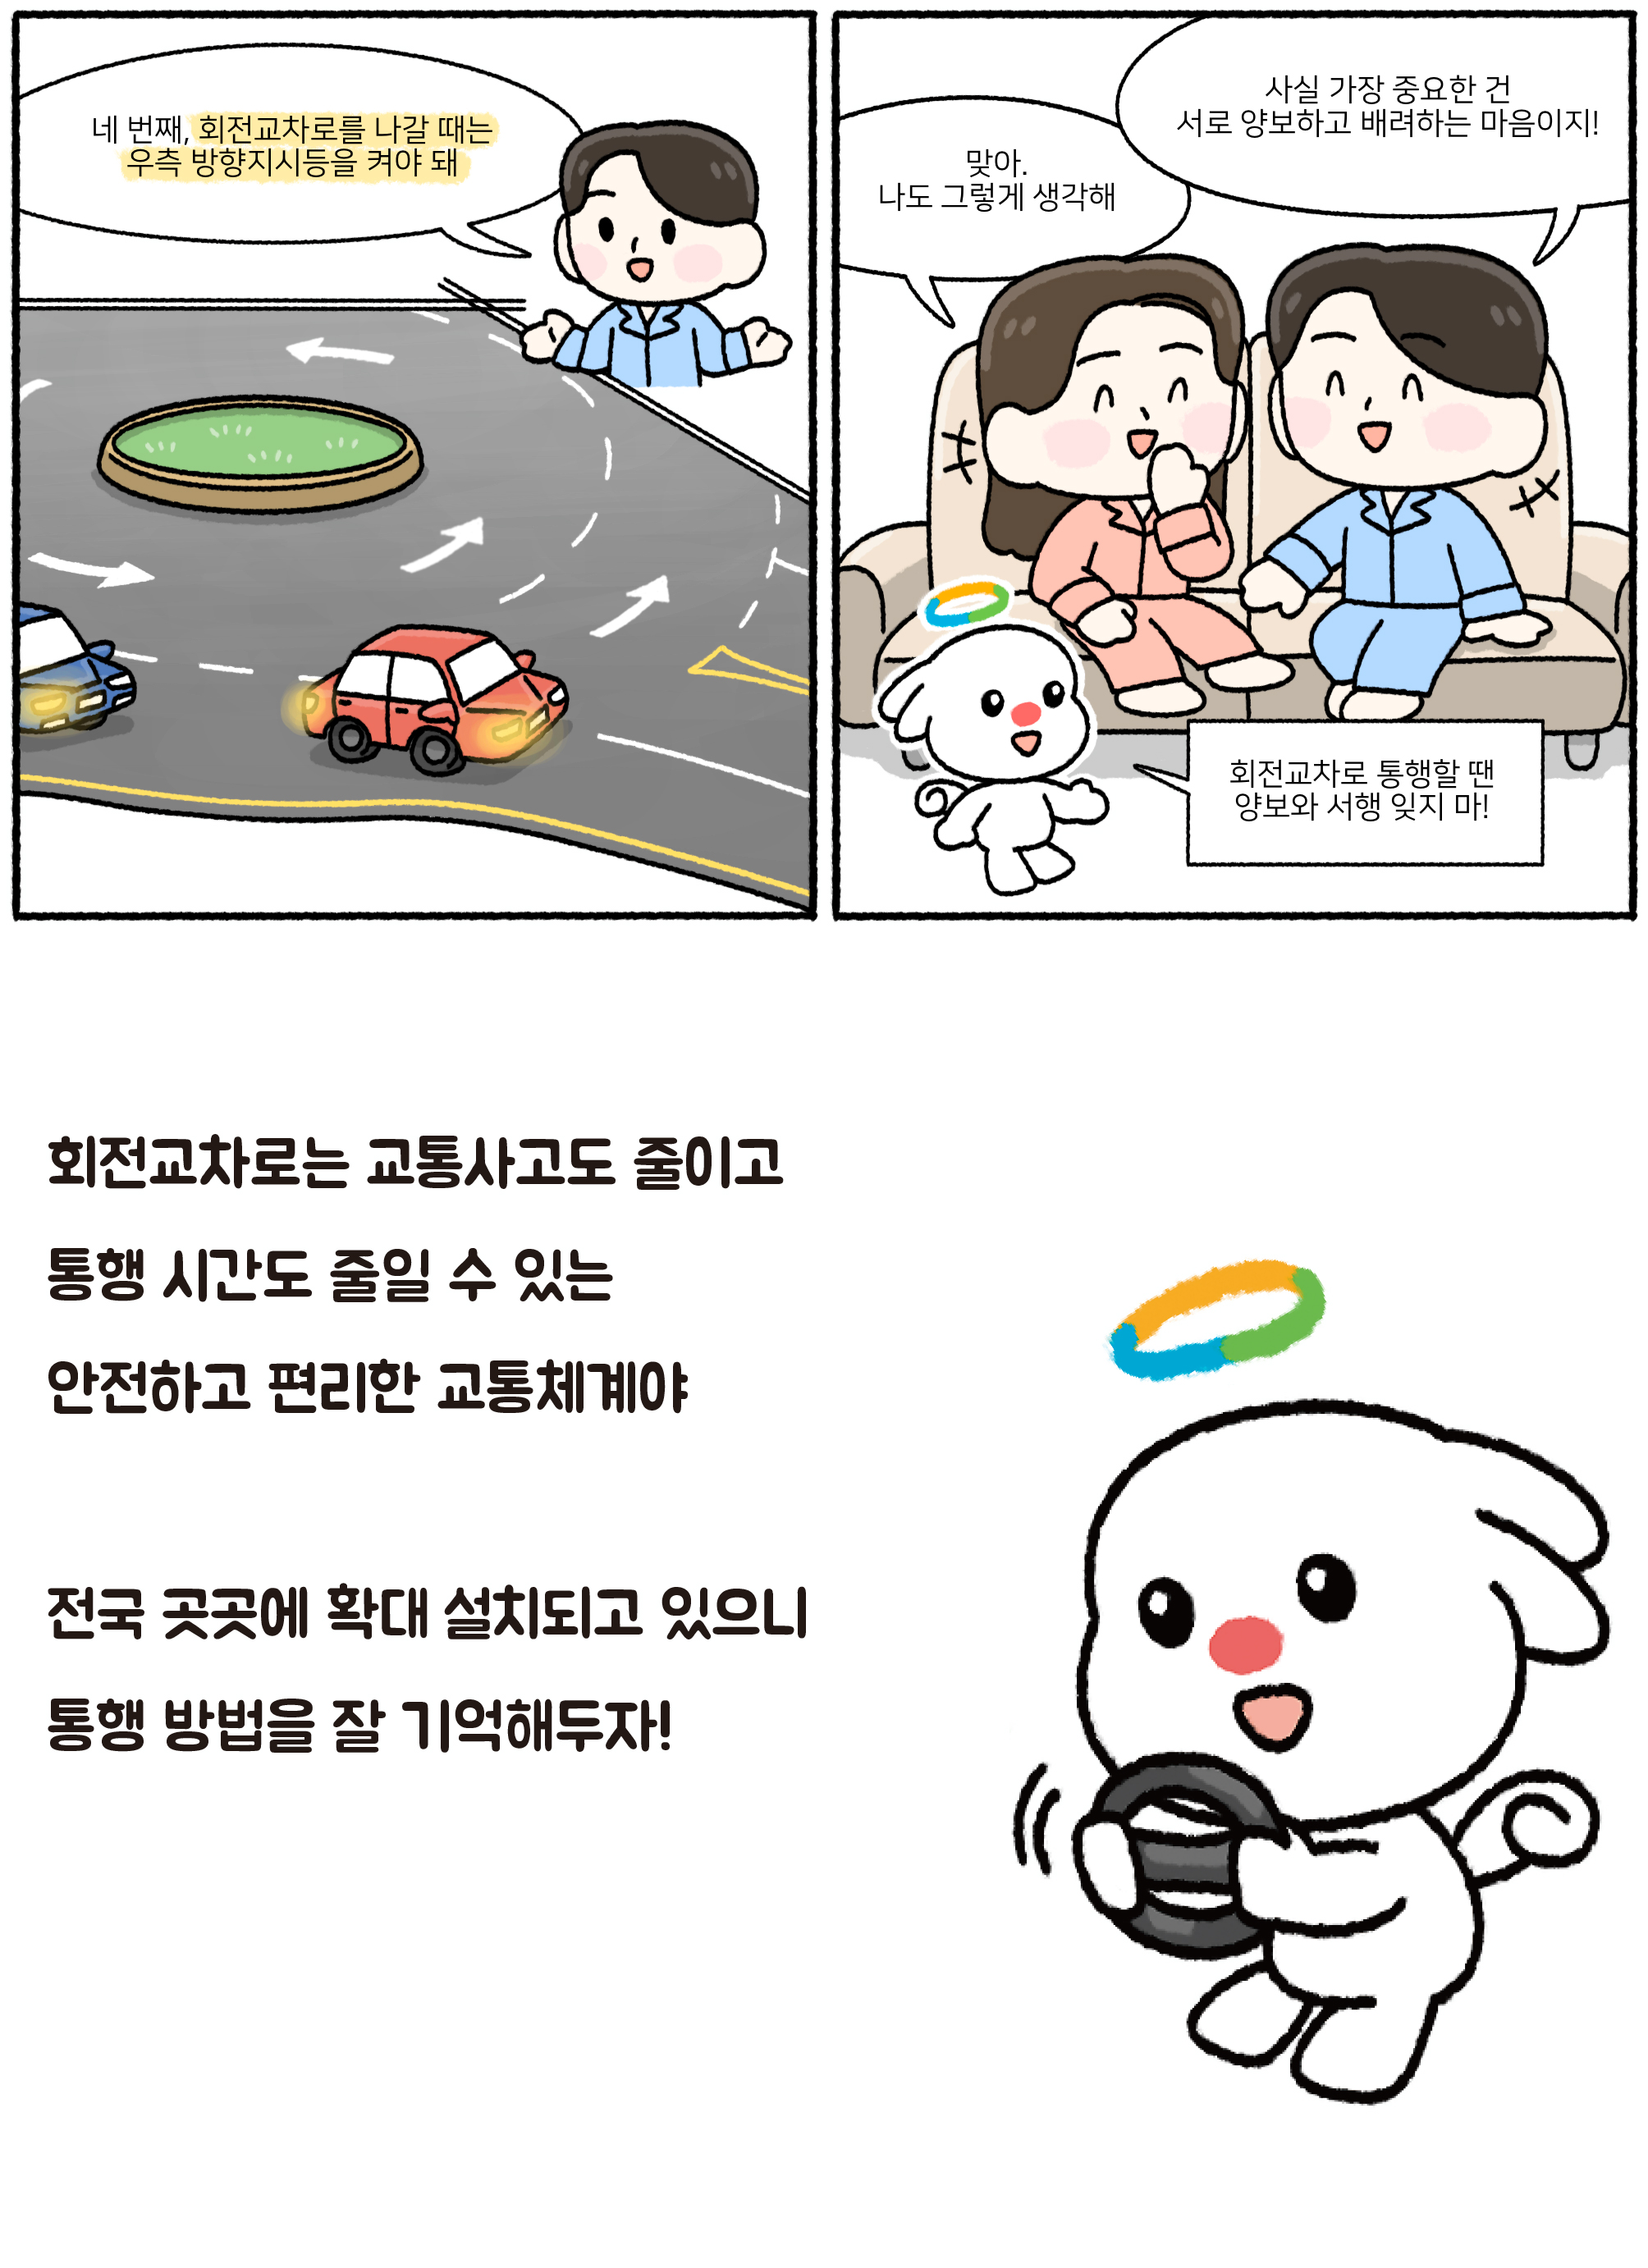 네 번째, 회전교차로를 나갈 때는
우측 방향지시등을 켜야 돼
사실 가장 중요한 건
서로 양보하고 배려하는 마음이지!
맞아.
나도 그렇게 생각해
회전교차로 통행할 땐
양보와 서행 잊지 마!
회전교차로는 교통사고도 줄이고
통행 시간도 줄일 수 있는
안전하고 편리한 교통체계야
전국 곳곳에 확대 설치되고 있으니
통행 방법을 잘 기억해두자!